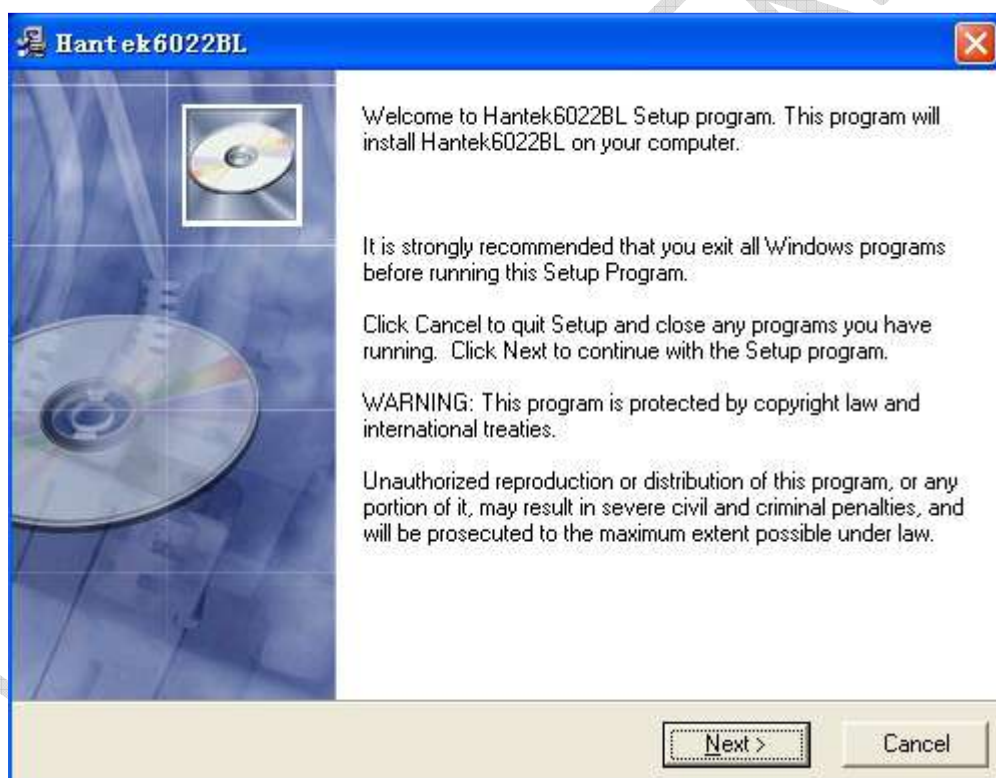 Hantek6022BL
Welcome to Hantek6022BL Setup program. This program will
install Hantek6022BL on your computer.
It is strongly recommended that you exit all Windows programs
before running this Setup Program.
Click Cancel to quit Setup and close any programs you have
running. Click Next to continue with the Setup program.
WARNING: This program is protected by copyright law and
international treaties.
Unauthorized reproduction or distribution of this program, or any
portion of it, may result in severe civil and criminal penalties, and
will be prosecuted to the maximum extent possible under law.
Next >
Cancel